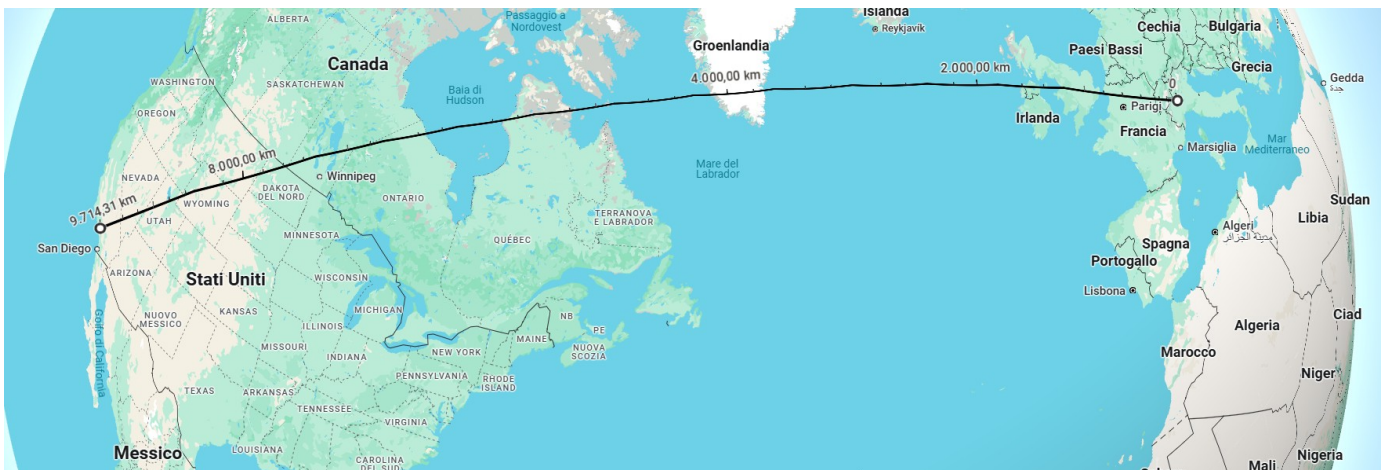 ALBERTA
Passaggio a
Nordovest
Islanda
Reykjavík
Cechia
Bulgaria
Groenlandia
Paesi Bassi
Canada
Grecia
WASHINGTON
SASKATCHEWAN
4.000,00 km
2.000,00 km
0
Gedda
جدة
Baia di
Hudson
OREGON
Irlanda
Parigi
Francia
Mar
Mediterraneo
Marsiglia
8.000,00 km
Mare del
Labrador
NEVADA
WYOMING
DAKOTA
DEL NORD
Winnipeg
ONTARIO
9.714,31 km
UTAH
TERRANOVA
E LABRADOR
Sudan
Libia
San Diego
MINNESOTA
QUÉBEC
Algeri
مدينة الجزائر
Spagna
Portogallo
ARIZONA
Stati Uniti
WISCONSIN
Lisbona
Golfo di California
NUOVO
MESSICO
KANSAS
MICHIGAN
ILLINOIS
NB
PE
MAINE
NUOVA
SCOZIA
Algeria
Ciad
MISSOURI
INDIANA
NEW YORK
Marocco
TEXAS
ARKANSAS
PENNSYLVANIA
RHODE
ISLAND
Niger
TENNESSEE
VIRGINIA
Messico
LOUISIANA
CAROLINA
DEL SUD
Mali
Nigeria